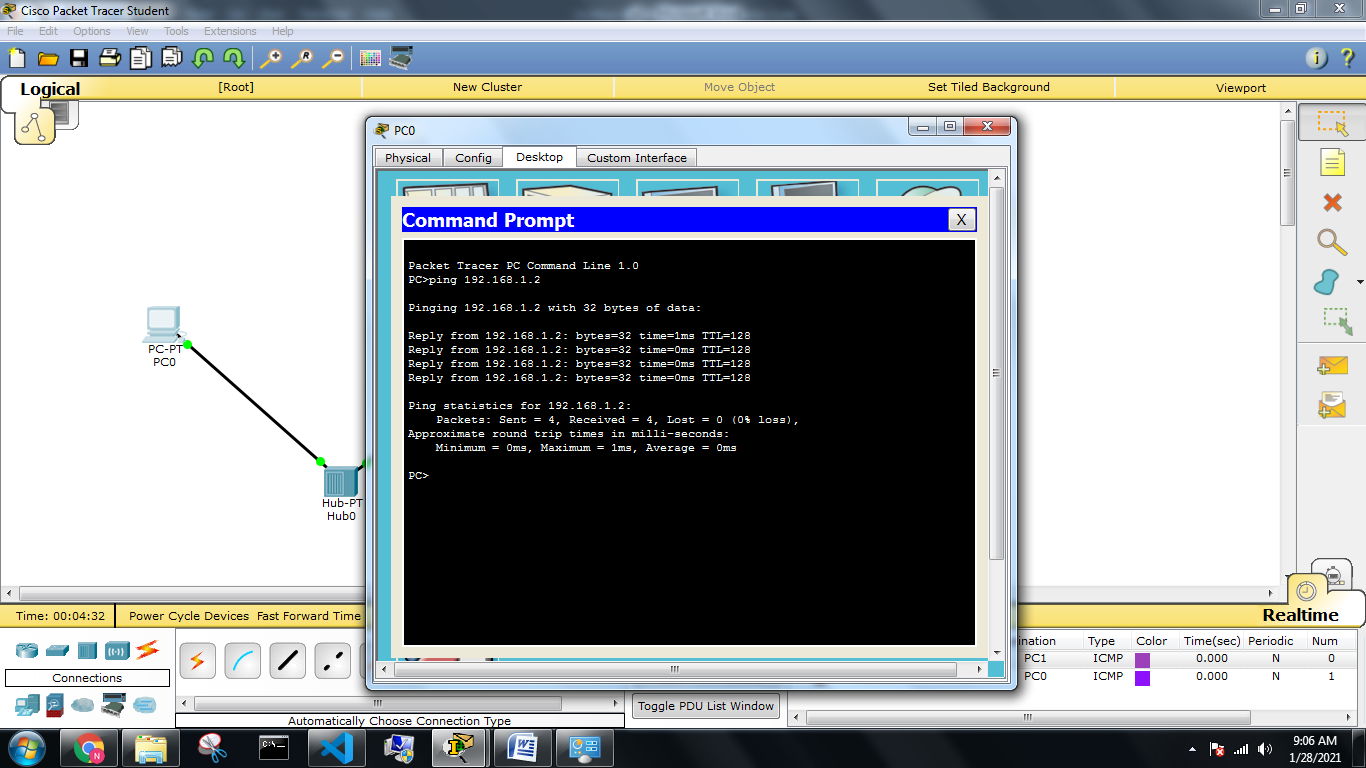 Cisco Packet Tracer Student
File Edit Options View Tools Extensions Help
Logical [Root] New Cluster Move Object Set Tiled Background Viewport
PC0
Physical Config Desktop Custom Interface
Command Prompt X
Packet Tracer PC Command Line 1.0
PC>ping 192.168.1.2
Pinging 192.168.1.2 with 32 bytes of data:
Reply from 192.168.1.2: bytes=32 time=1ms TTL=128
Reply from 192.168.1.2: bytes=32 time=0ms TTL=128
Reply from 192.168.1.2: bytes=32 time=0ms TTL=128
Reply from 192.168.1.2: bytes=32 time=0ms TTL=128
Ping statistics for 192.168.1.2:
Packets: Sent = 4, Received = 4, Lost = 0 (0% loss),
Approximate round trip times in milli-seconds:
Minimum = 0ms, Maximum = 1ms, Average = 0ms
PC>
PC-PT
PC0
Hub-PT
Hub0
Time: 00:04:32 Power Cycle Devices Fast Forward Time
Realtime
Connections
Automatically Choose Connection Type
Toggle PDU List Window
ination Type Color Time(sec) Periodic Num
PC1 ICMP 0.000 N 0
PC0 ICMP 0.000 N 1
9:06 AM
1/28/2021